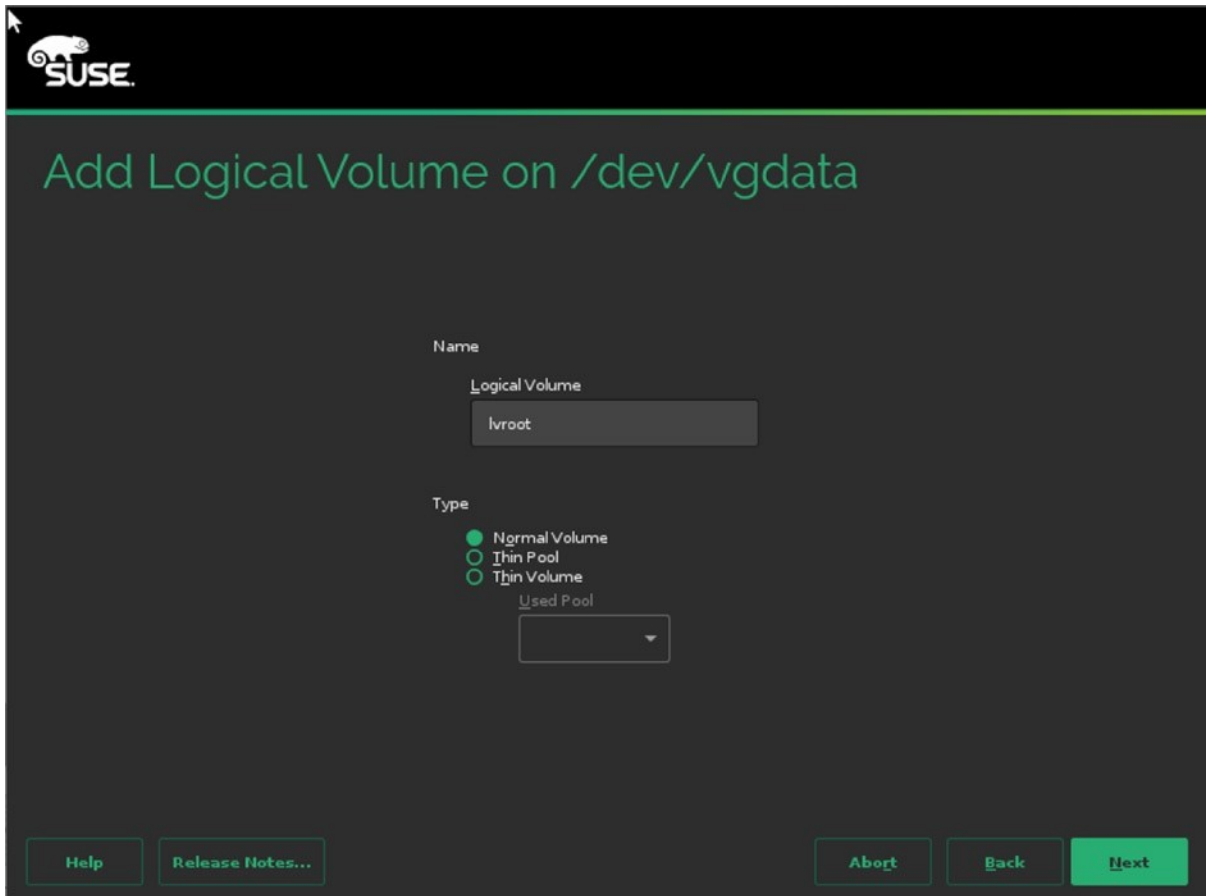 SUSE.
Add Logical Volume on /dev/vgdata
Name
Logical Volume
lvroot
Type
Normal Volume
Thin Pool
Thin Volume
Used Pool
Help Release Notes... Abort Back Next